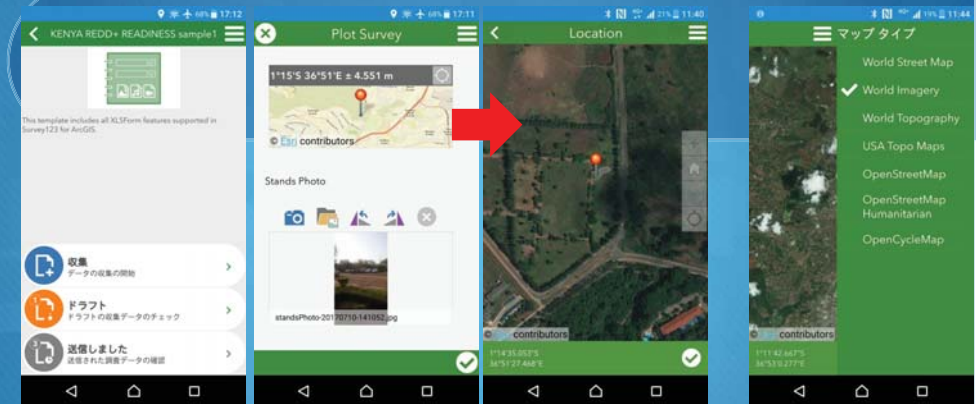 68% 17:12
KENYA REDD+ READINESS sample1
This template includes all XLSForm features supported in
Survey123 for ArcGIS.
収集
データの収集の開始
1
ドラフト
ドラフトの収集データのチェック
2
送信しました
送信された調査データの確認
68% 17:11
Plot Survey
1°15'S 36°51'E ± 4.551 m
© Esri contributors
Stands Photo
standsPhoto-20170710-141052.jpg
21% 11:40
Location
contributors
1°14'35.053"S
36°51'27.468"E
19% 11:44
マップ タイプ
World Street Map
World Imagery
World Topography
USA Topo Maps
OpenStreetMap
OpenStreetMap
Humanitarian
OpenCycleMap
contributors
1°11'42.667"S
36°53'0.277"E